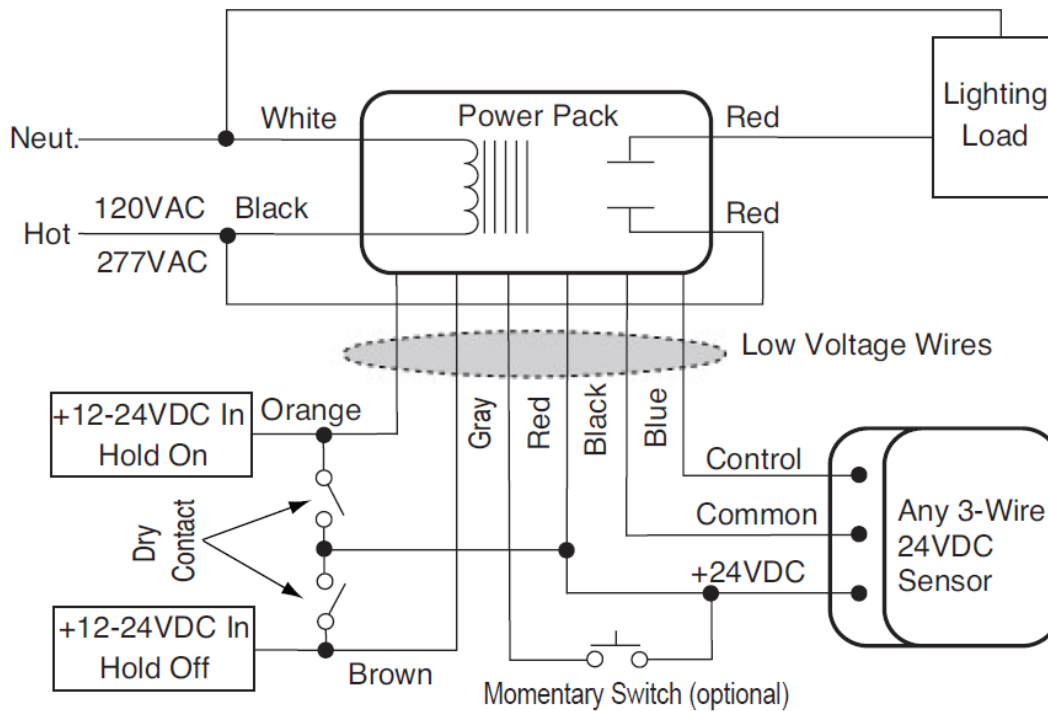 Neut.
White
Power Pack
Red
Lighting
Load
Hot
120VAC
277VAC
Black
Red
Low Voltage Wires
+12-24VDC In
Hold On
Orange
Gray
Red
Black
Blue
Dry
Contact
Control
Common
+24VDC
Any 3-Wire
24VDC
Sensor
+12-24VDC In
Hold Off
Brown
Momentary Switch (optional)